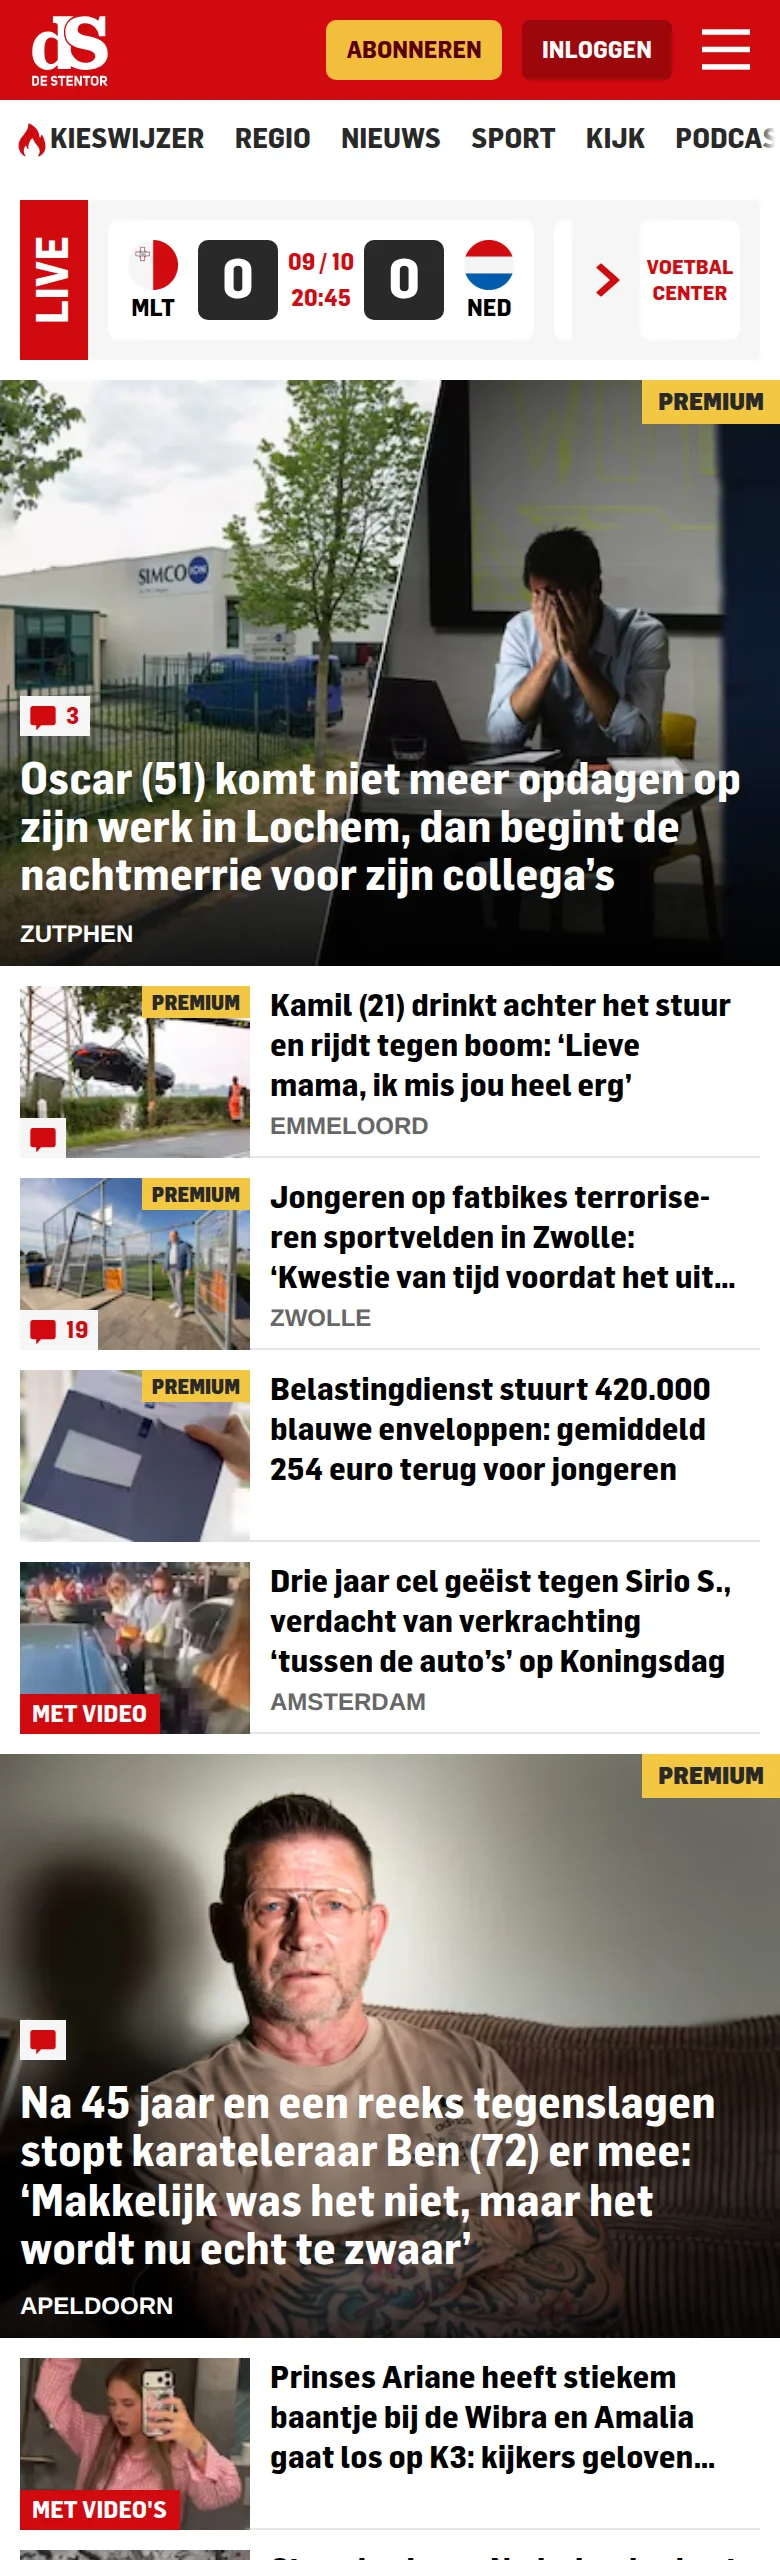 dS
DE STENTOR
ABONNEREN
INLOGGEN
KIESWIJZER REGIO NIEUWS SPORT KIJK PODCAS
LIVE
MLT
0
09 / 10
20:45
0
NED
VOETBAL
CENTER
PREMIUM
SIMCO ION
3
Oscar (51) komt niet meer opdagen op
zijn werk in Lochem, dan begint de
nachtmerrie voor zijn collega’s
ZUTPHEN
PREMIUM
Kamil (21) drinkt achter het stuur
en rijdt tegen boom: ‘Lieve
mama, ik mis jou heel erg’
EMMELOORD
PREMIUM
19
Jongeren op fatbikes terrorise-
ren sportvelden in Zwolle:
‘Kwestie van tijd voordat het uit...
ZWOLLE
PREMIUM
Belastingdienst stuurt 420.000
blauwe enveloppen: gemiddeld
254 euro terug voor jongeren
MET VIDEO
Drie jaar cel geëist tegen Sirio S.,
verdacht van verkrachting
‘tussen de auto’s’ op Koningsdag
AMSTERDAM
PREMIUM
Na 45 jaar en een reeks tegenslagen
stopt karateleraar Ben (72) er mee:
‘Makkelijk was het niet, maar het
wordt nu echt te zwaar’
APELDOORN
MET VIDEO'S
Prinses Ariane heeft stiekem
baantje bij de Wibra en Amalia
gaat los op K3: kijkers geloven...